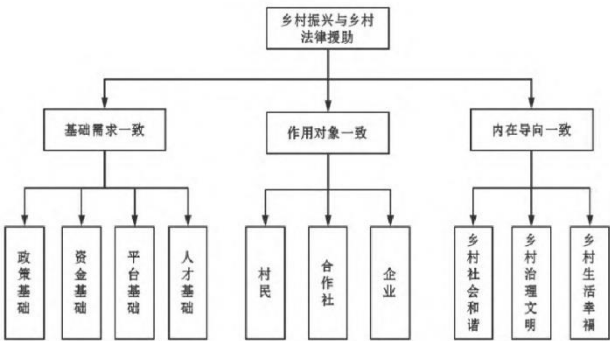 乡村振兴与乡村
法律援助
基础需求一致
作用对象一致
内在导向一致
政策基础
资金基础
平台基础
人才基础
村民
合作社
企业
乡村社会和谐
乡村治理文明
乡村生活幸福